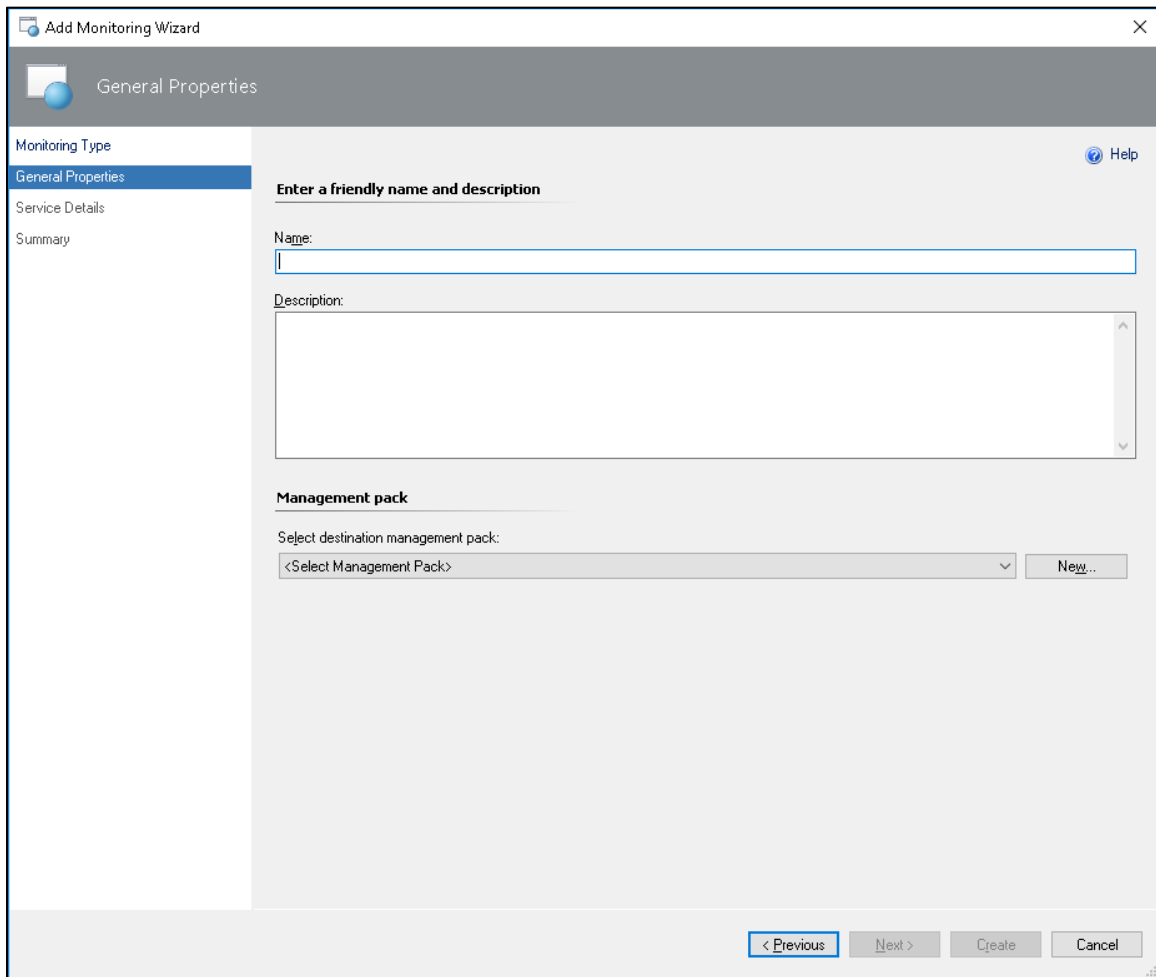 Add Monitoring Wizard
General Properties
Monitoring Type
General Properties
Service Details
Summary
Help
Enter a friendly name and description
Name:
Description:
Management pack
Select destination management pack:
<Select Management Pack>
New...
< Previous
Next >
Create
Cancel